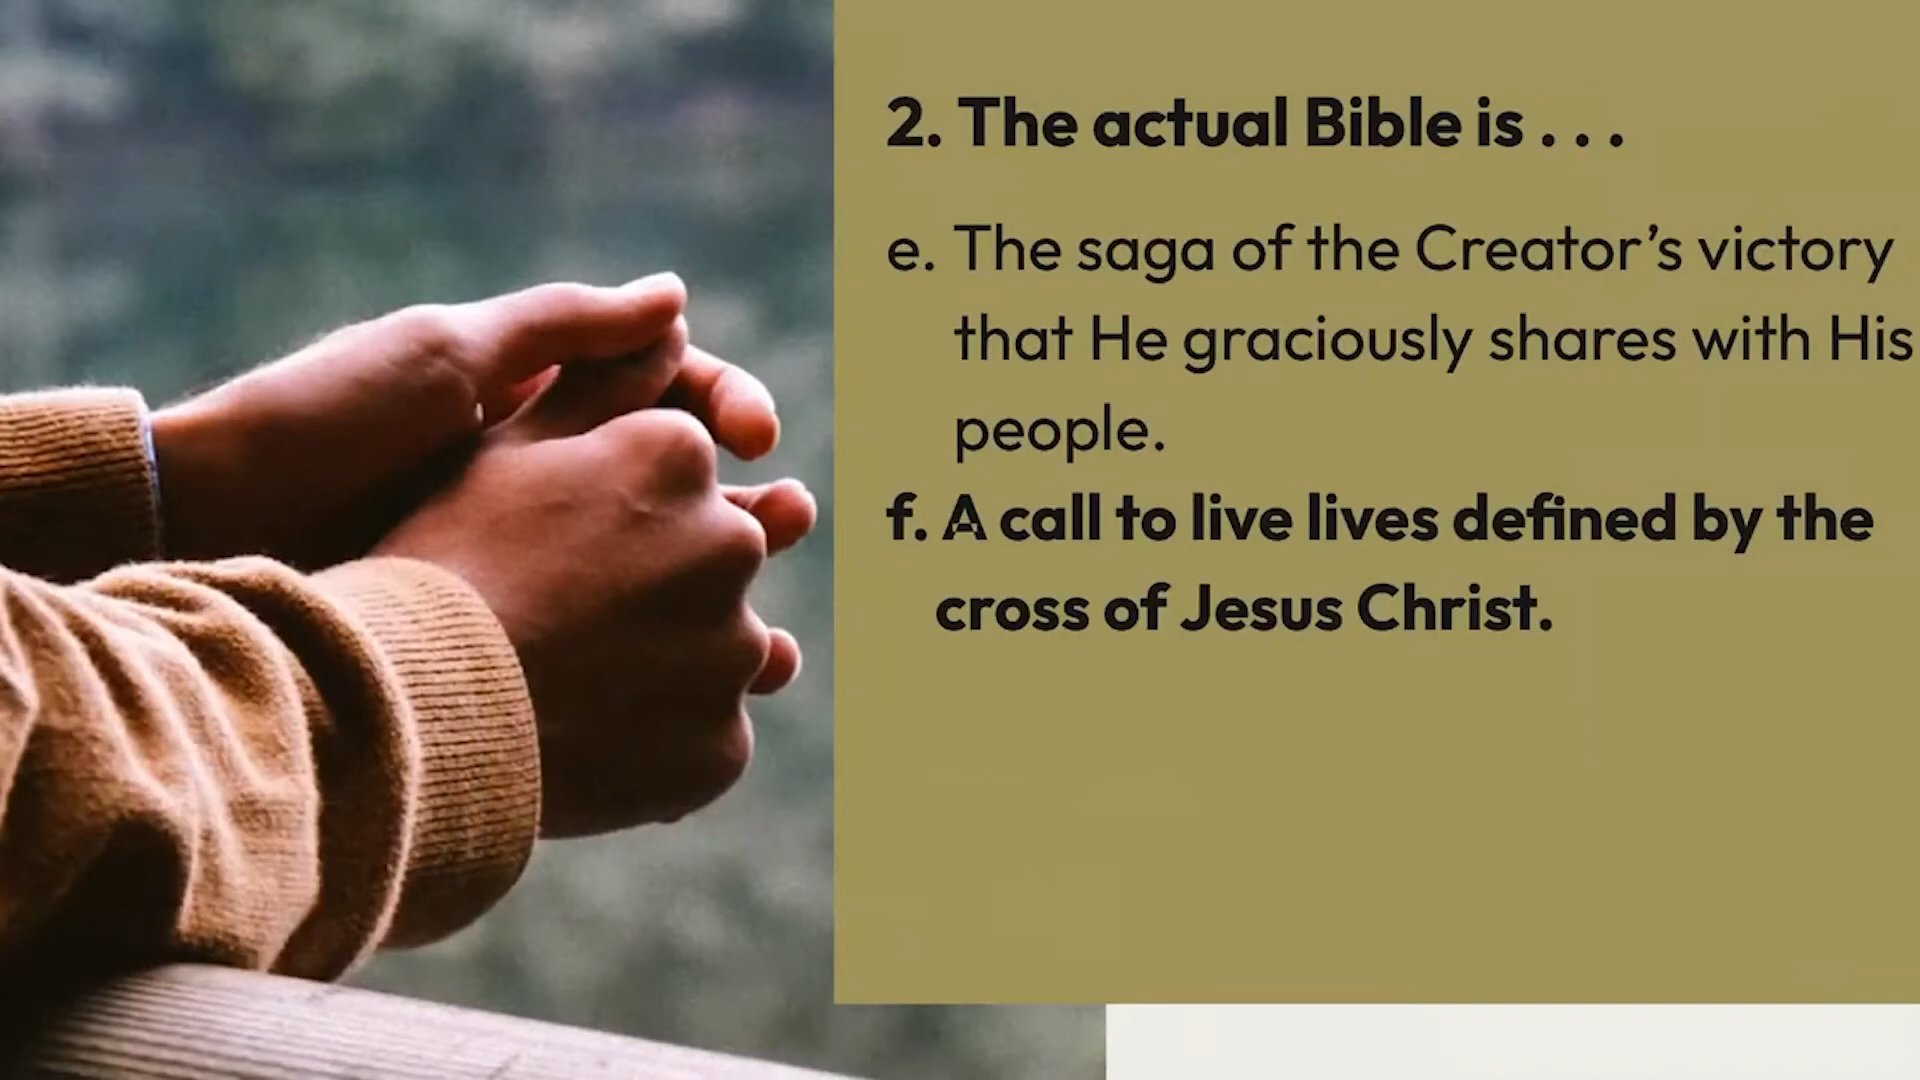 2. The actual Bible is . . .
e. The saga of the Creator’s victory
that He graciously shares with His
people.
f. A call to live lives defined by the
cross of Jesus Christ.